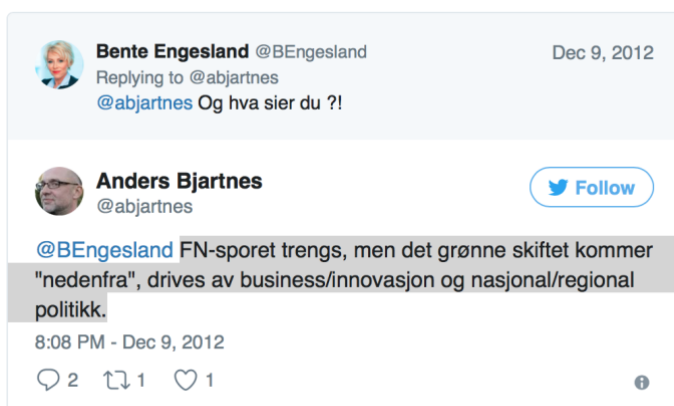 Bente Engesland @BEngesland
Dec 9, 2012
Replying to @abjartnes
@abjartnes Og hva sier du ?!
Anders Bjartnes
@abjartnes
Follow
@BEngesland FN-sporet trengs, men det grønne skiftet kommer
"nedenfra", drives av business/innovasjon og nasjonal/regional
politikk.
8:08 PM - Dec 9, 2012
2 1 1